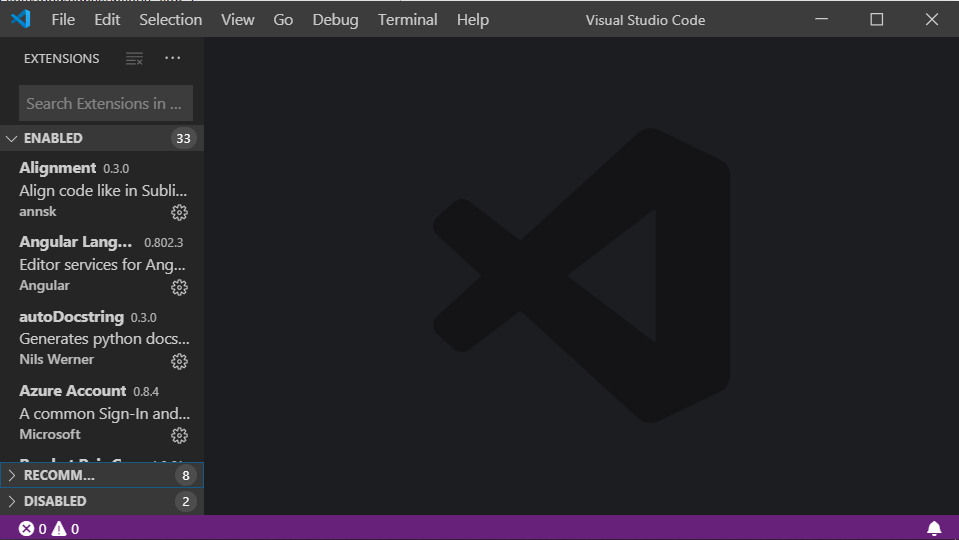 File Edit Selection View Go Debug Terminal Help Visual Studio Code
EXTENSIONS
Search Extensions in ...
ENABLED 33
Alignment 0.3.0
Align code like in Subli...
annsk
Angular Lang... 0.802.3
Editor services for Ang...
Angular
autoDocstring 0.3.0
Generates python docs...
Nils Werner
Azure Account 0.8.4
A common Sign-In and...
Microsoft
RECOMM... 8
DISABLED 2
0 0